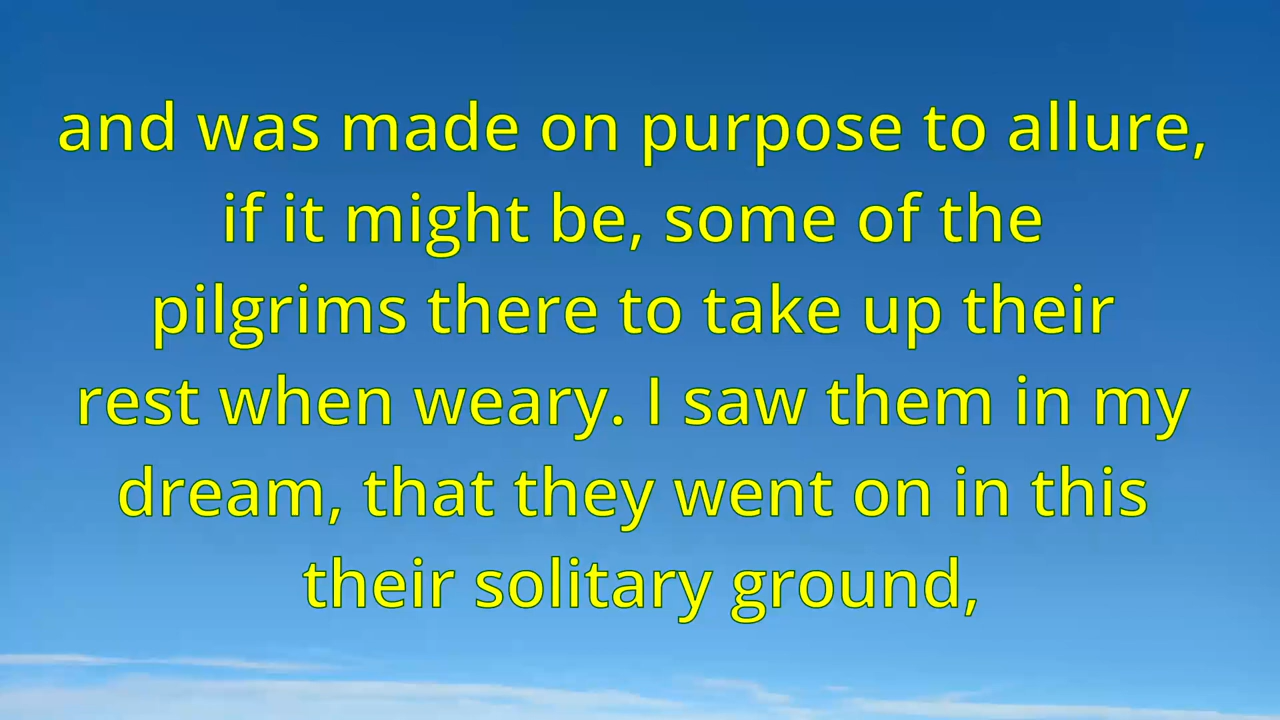 and was made on purpose to allure,
if it might be, some of the
pilgrims there to take up their
rest when weary. I saw them in my
dream, that they went on in this
their solitary ground,